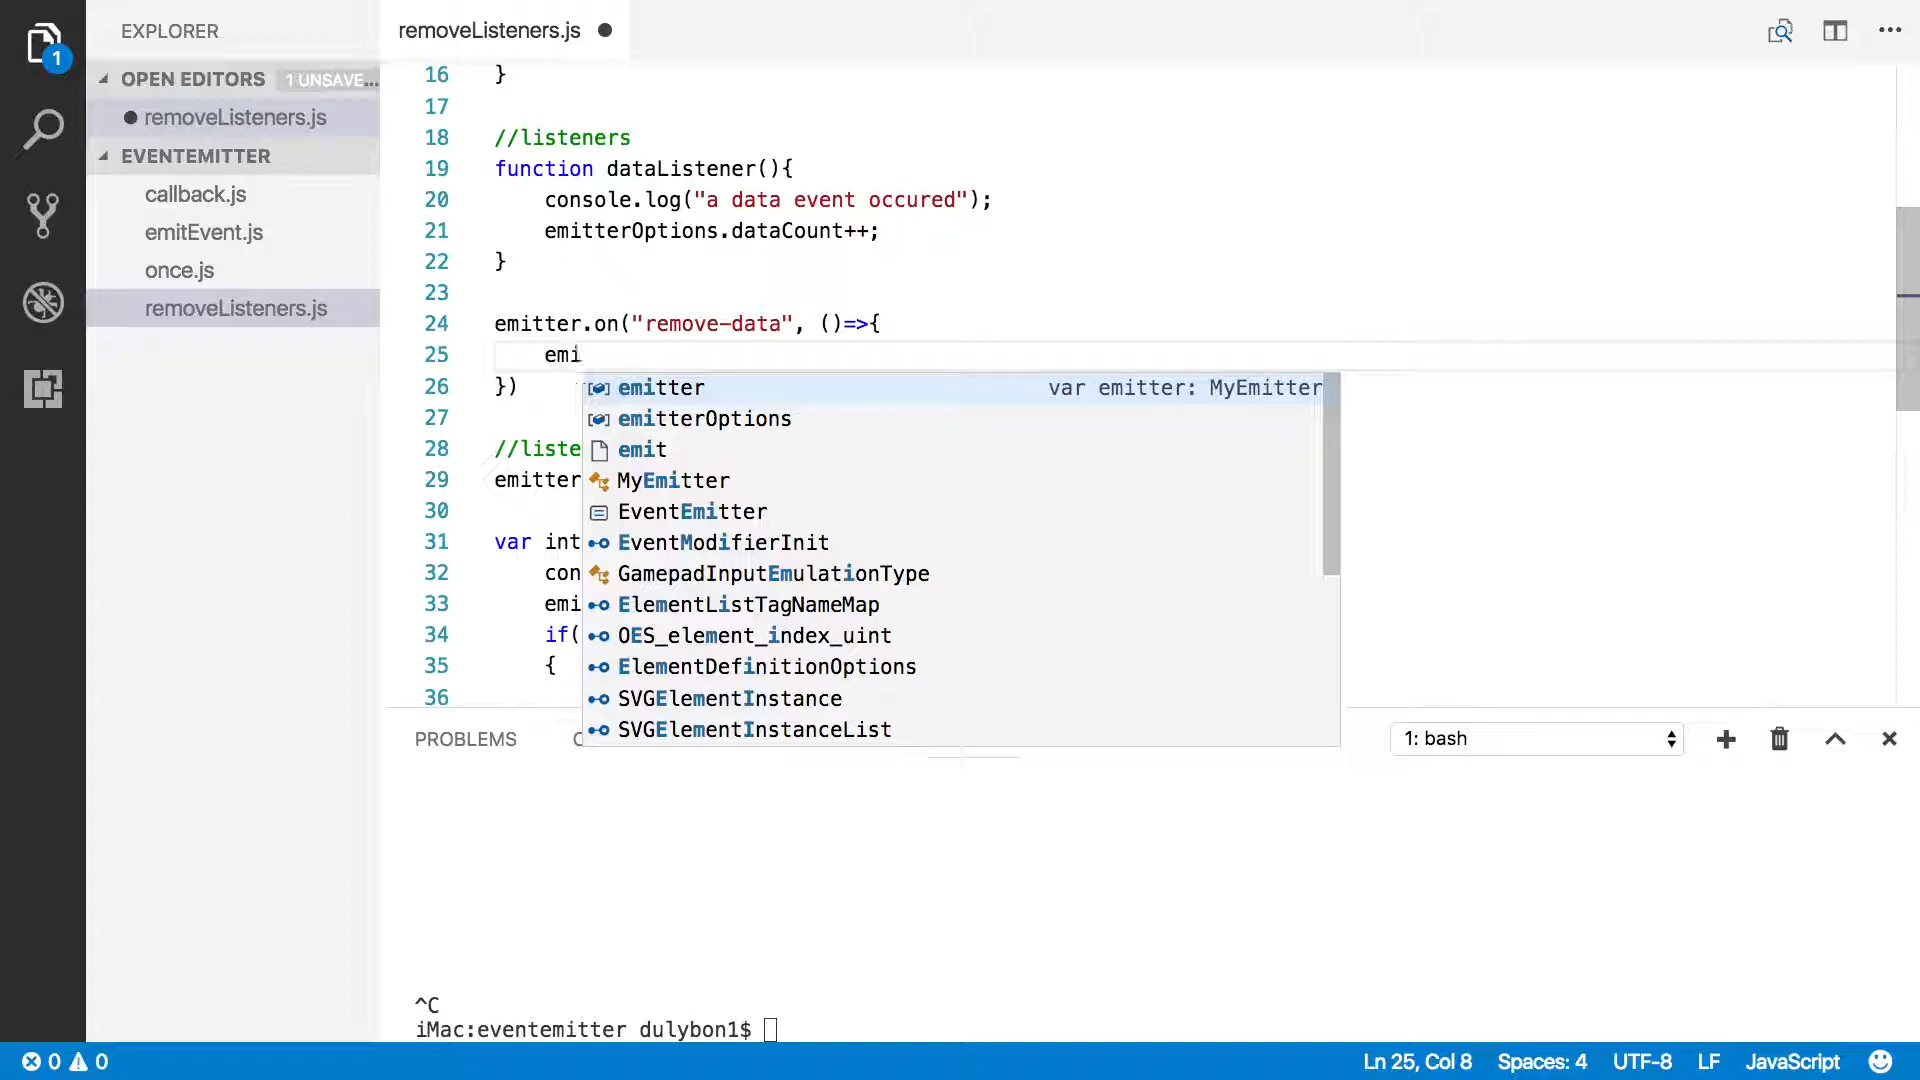 EXPLORER
removeListeners.js
1
OPEN EDITORS 1 UNSAVE...
removeListeners.js
EVENTEMITTER
callback.js
emitEvent.js
once.js
removeListeners.js
16 }
17
18 //listeners
19 function dataListener(){
20 console.log("a data event occured");
21 emitterOptions.dataCount++;
22 }
23
24 emitter.on("remove-data", ()=>{
25 emi
26 })
27
28 //liste
29 emitter
30
31 var int
32 con
33 emi
34 if(
35 {
36
emitter var emitter: MyEmitter
emitterOptions
emit
MyEmitter
EventEmitter
EventModifierInit
GamepadInputEmulationType
ElementListTagNameMap
OES_element_index_uint
ElementDefinitionOptions
SVGElementInstance
SVGElementInstanceList
PROBLEMS
1: bash
^C
iMac:eventemitter dulybon1$
0 0
Ln 25, Col 8 Spaces: 4 UTF-8 LF JavaScript